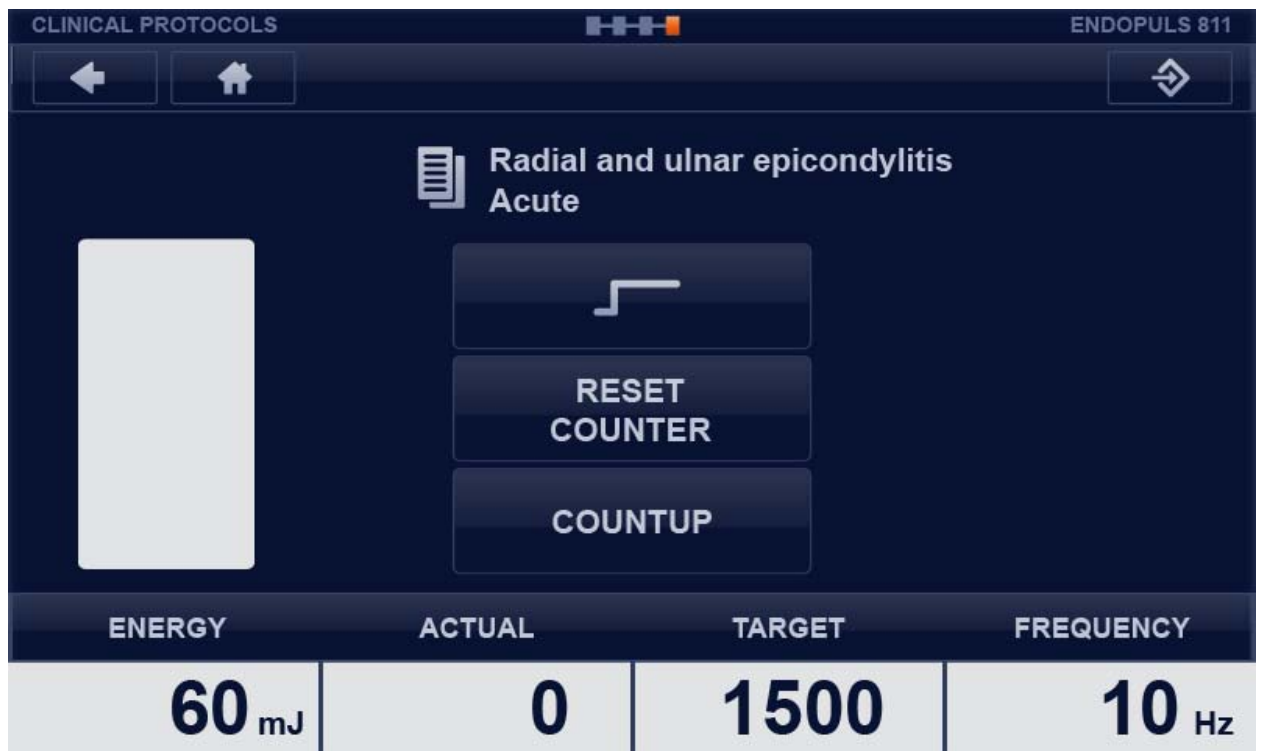 CLINICAL PROTOCOLS
ENDOPULS 811
Radial and ulnar epicondylitis
Acute
RESET
COUNTER
COUNTUP
ENERGY ACTUAL TARGET FREQUENCY
60 mJ 0 1500 10 Hz